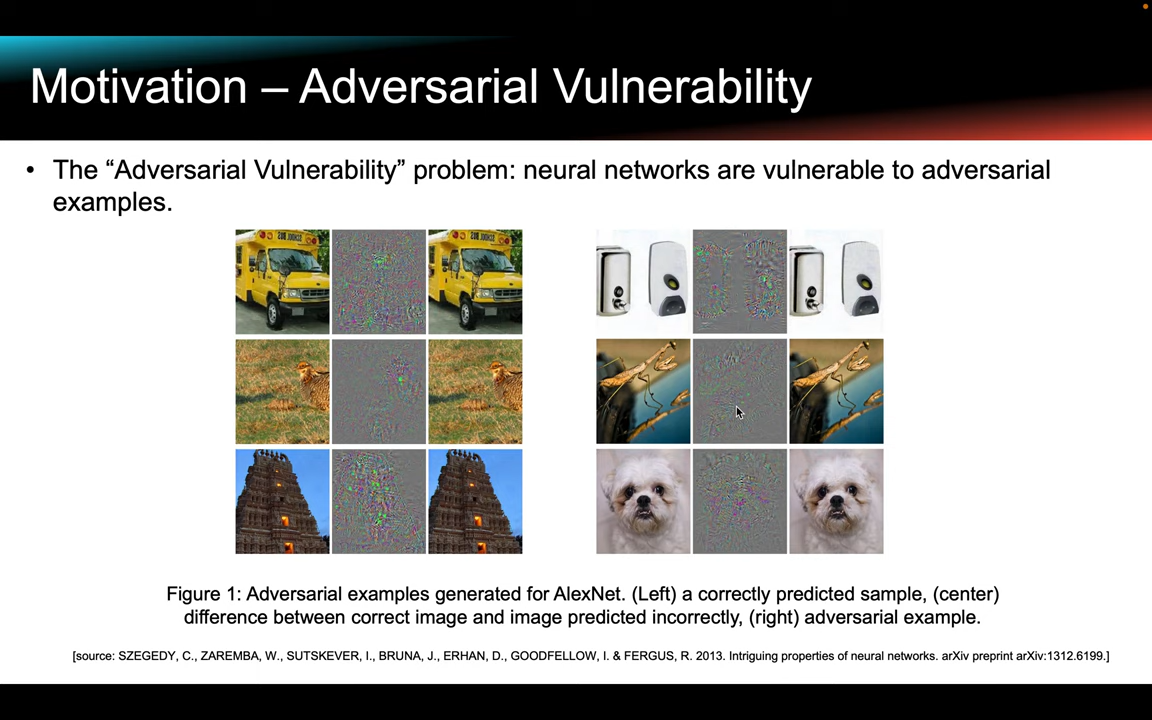 Motivation – Adversarial Vulnerability
• The “Adversarial Vulnerability” problem: neural networks are vulnerable to adversarial
examples.
Figure 1: Adversarial examples generated for AlexNet. (Left) a correctly predicted sample, (center)
difference between correct image and image predicted incorrectly, (right) adversarial example.
[source: SZEGEDY, C., ZAREMBA, W., SUTSKEVER, I., BRUNA, J., ERHAN, D., GOODFELLOW, I. & FERGUS, R. 2013. Intriguing properties of neural networks. arXiv preprint arXiv:1312.6199.]